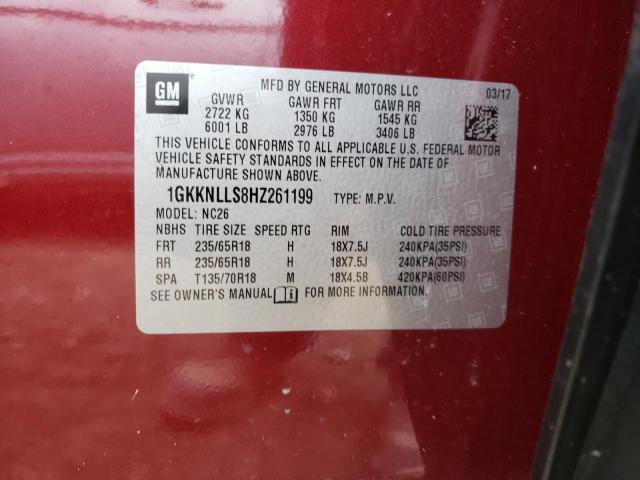 GM
MFD BY GENERAL MOTORS LLC
03/17
GVWR GAWR FRT GAWR RR
2722 KG 1350 KG 1545 KG
6001 LB 2976 LB 3406 LB
THIS VEHICLE CONFORMS TO ALL APPLICABLE U.S. FEDERAL MOTOR
VEHICLE SAFETY STANDARDS IN EFFECT ON THE DATE OF
MANUFACTURE SHOWN ABOVE.
1GKKNLLS8HZ261199 TYPE: M.P.V.
MODEL: NC26
NBHS TIRE SIZE SPEED RTG RIM COLD TIRE PRESSURE
FRT 235/65R18 H 18X7.5J 240KPA(35PSI)
RR 235/65R18 H 18X7.5J 240KPA(35PSI)
SPA T135/70R18 M 18X4.5B 420KPA(60PSI)
SEE OWNER'S MANUAL FOR MORE INFORMATION.